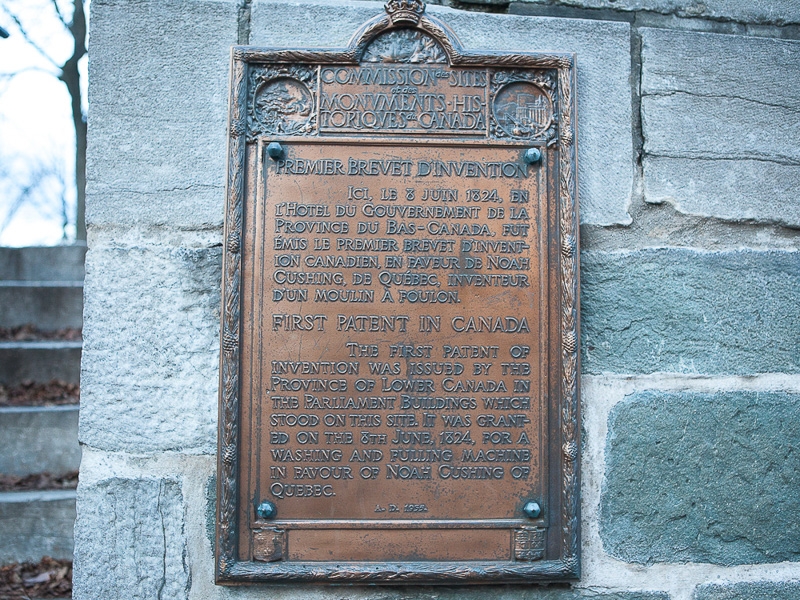 COMMISSION des SITES
et des
MONUMENTS·HIS-
TORIQUES du CANADA
PREMIER BREVET D'INVENTION
ICI, LE 8 JUIN 1824, EN
L'HOTEL DU GOUVERNEMENT DE LA
PROVINCE DU BAS-CANADA, FUT
ÉMIS LE PREMIER BREVET D'INVENT-
ION CANADIEN, EN FAVEUR DE NOAH
CUSHING, DE QUÉBEC, INVENTEUR
D'UN MOULIN À FOULON.
FIRST PATENT IN CANADA
THE FIRST PATENT OF
INVENTION WAS ISSUED BY THE
PROVINCE OF LOWER CANADA IN
THE PARLIAMENT BUILDINGS WHICH
STOOD ON THIS SITE. IT WAS GRANT-
ED ON THE 8TH JUNE, 1824, FOR A
WASHING AND FULLING MACHINE
IN FAVOUR OF NOAH CUSHING OF
QUEBEC.
A. D.